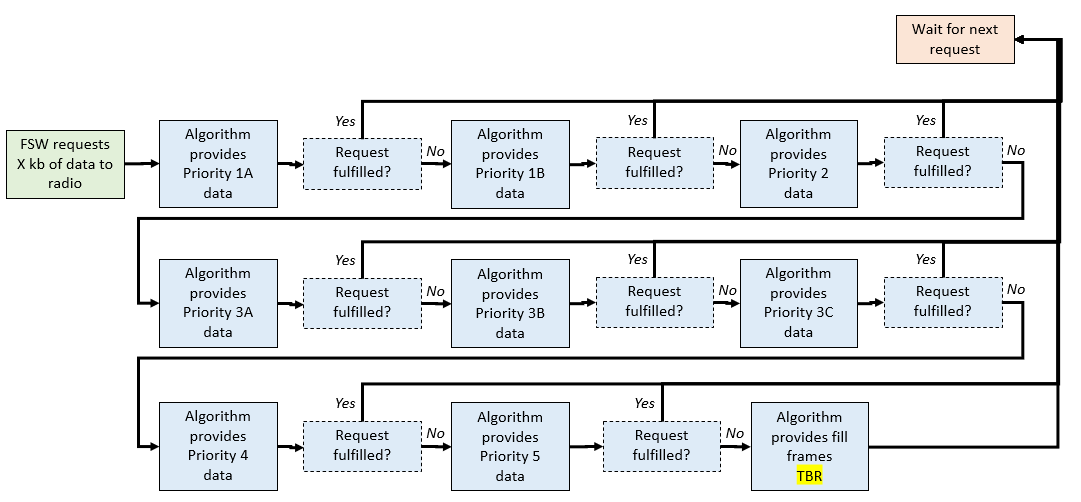 Wait for next
request
Yes
Yes
Yes
FSW requests
X kb of data to
radio
Algorithm
provides
Priority 1A
data
Request
fulfilled?
No
Algorithm
provides
Priority 1B
data
Request
fulfilled?
No
Algorithm
provides
Priority 2
data
Request
fulfilled?
No
Yes
Yes
Yes
Algorithm
provides
Priority 3A
data
Request
fulfilled?
No
Algorithm
provides
Priority 3B
data
Request
fulfilled?
No
Algorithm
provides
Priority 3C
data
Request
fulfilled?
No
Yes
Yes
Algorithm
provides
Priority 4
data
Request
fulfilled?
No
Algorithm
provides
Priority 5
data
Request
fulfilled?
No
Algorithm
provides fill
frames
TBR